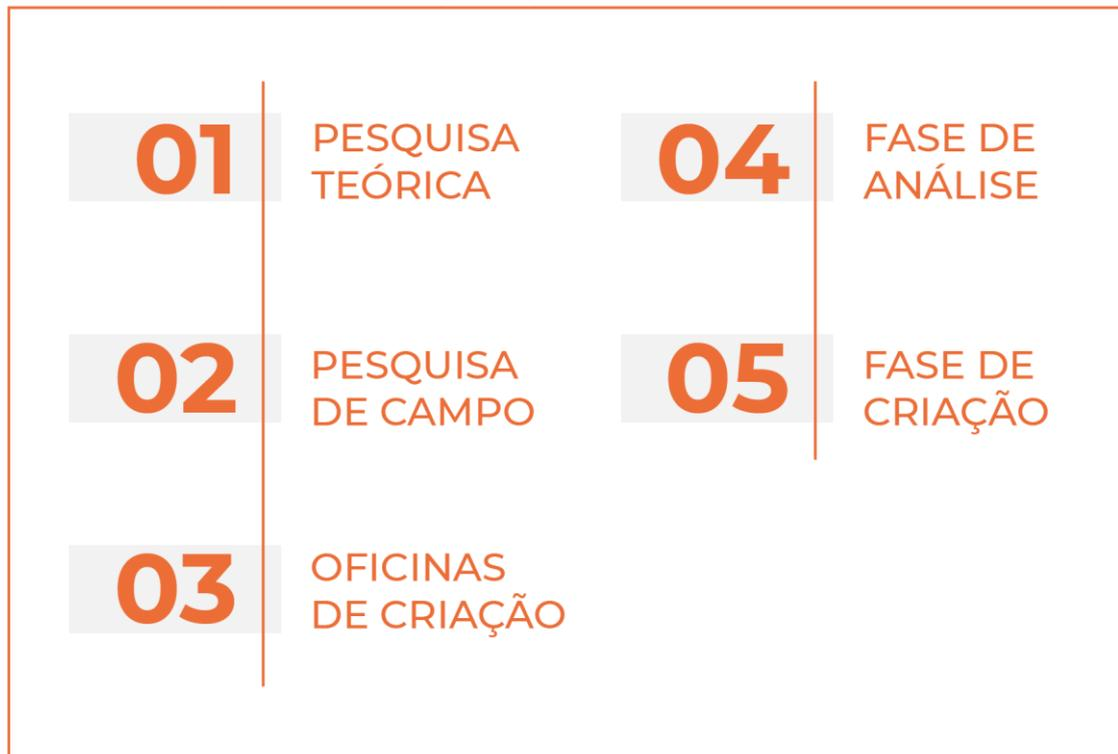 01
PESQUISA
TEÓRICA
02
PESQUISA
DE CAMPO
03
OFICINAS
DE CRIAÇÃO
04
FASE DE
ANÁLISE
05
FASE DE
CRIAÇÃO